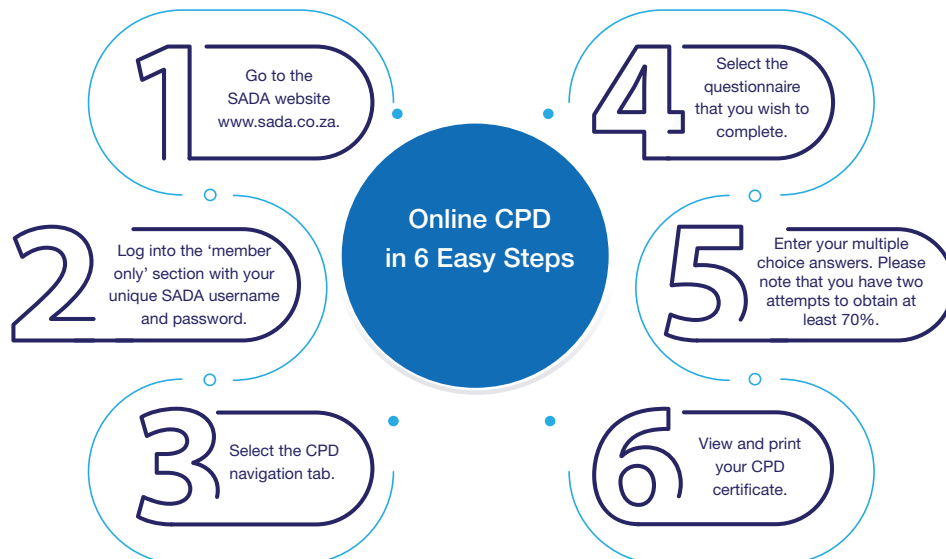 Online CPD
in 6 Easy Steps
1
Go to the
SADA website
www.sada.co.za.
2
Log into the ‘member
only’ section with your
unique SADA username
and password.
3
Select the CPD
navigation tab.
4
Select the
questionnaire
that you wish to
complete.
5
Enter your multiple
choice answers. Please
note that you have two
attempts to obtain at
least 70%.
6
View and print
your CPD
certificate.